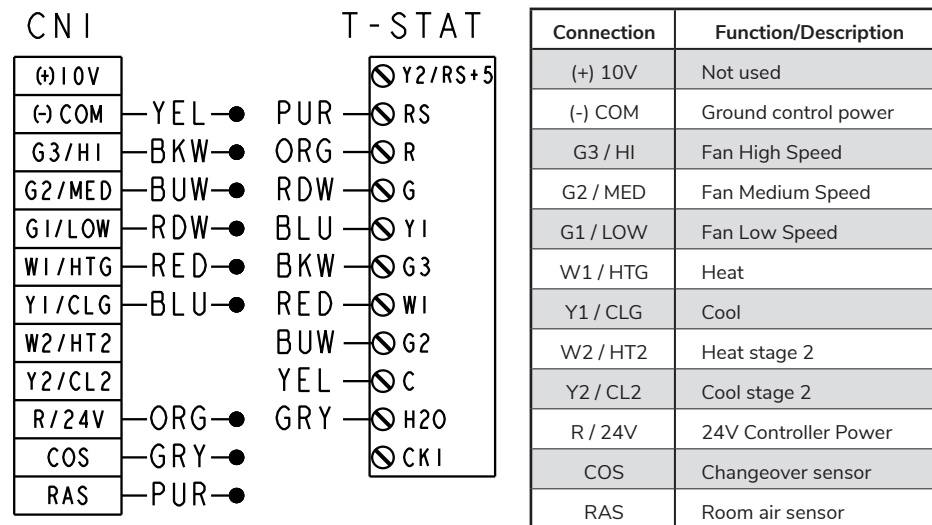 CNI
(+)10V
(-) COM YEL
G3/HI BKW
G2/MED BUW
G1/LOW RDW
W1/HTG RED
Y1/CLG BLU
W2/HT2
Y2/CL2
R/24V ORG
COS GRY
RAS PUR
T-STAT
Y2/RS+5
PUR RS
ORG R
RDW G
BLU Y1
BKW G3
RED W1
BUW G2
YEL C
GRY H2O
CK1
Connection Function/Description
(+) 10V Not used
(-) COM Ground control power
G3 / HI Fan High Speed
G2 / MED Fan Medium Speed
G1 / LOW Fan Low Speed
W1 / HTG Heat
Y1 / CLG Cool
W2 / HT2 Heat stage 2
Y2 / CL2 Cool stage 2
R / 24V 24V Controller Power
COS Changeover sensor
RAS Room air sensor